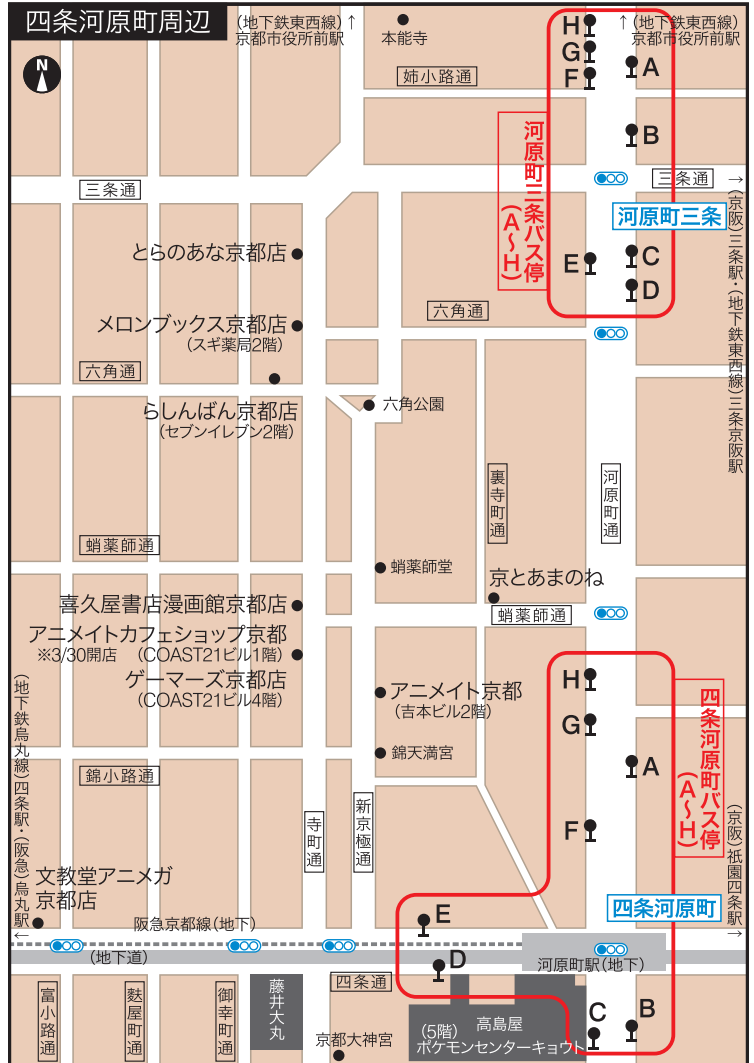 四条河原町周辺
N
(地下鉄東西線)↑
京都市役所前駅
本能寺
↑(地下鉄東西線)
京都市役所前駅
H
G
F
A
姉小路通
B
河原町三条バス停
(A～H)
三条通
三条通
河原町三条
→(京阪)三条駅・(地下鉄東西線)三条京阪駅
とらのあな京都店
E
C
D
六角通
メロンブックス京都店
(スギ薬局2階)
六角通
らしんばん京都店
(セブンイレブン2階)
六角公園
裏寺町通
河原町通
蛸薬師通
蛸薬師堂
京とあまのね
蛸薬師通
喜久屋書店漫画館京都店
アニメイトカフェショップ京都
※3/30開店 (COAST21ビル1階)
ゲーマーズ京都店
(COAST21ビル4階)
アニメイト京都
(吉本ビル2階)
錦天満宮
H
G
A
F
四条河原町バス停
(A～H)
(地下鉄烏丸線)四条駅・(阪急)烏丸駅
←
錦小路通
寺町通
新京極通
(京阪)祇園四条駅
→
文教堂アニメガ
京都店
四条河原町
E
阪急京都線(地下)
(地下道)
D
河原町駅(地下)
四条通
富小路通
麩屋町通
御幸町通
藤井大丸
京都大神宮
高島屋
(5階)
ポケモンセンターキョウト
C
B